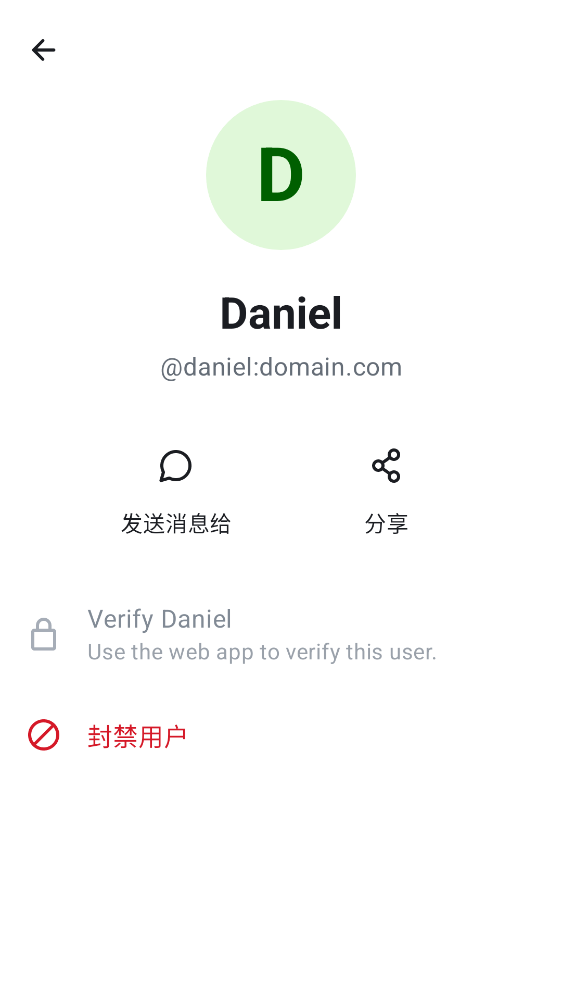 D
Daniel
@daniel:domain.com
发送消息给
分享
Verify Daniel
Use the web app to verify this user.
封禁用户